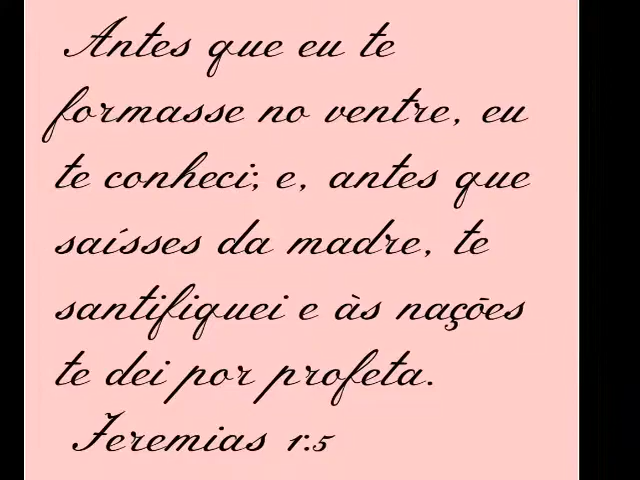 Antes que eu te
formasse no ventre, eu
te conheci; e, antes que
saísses da madre, te
santifiquei e às nações
te dei por profeta.
Jeremias 1:5